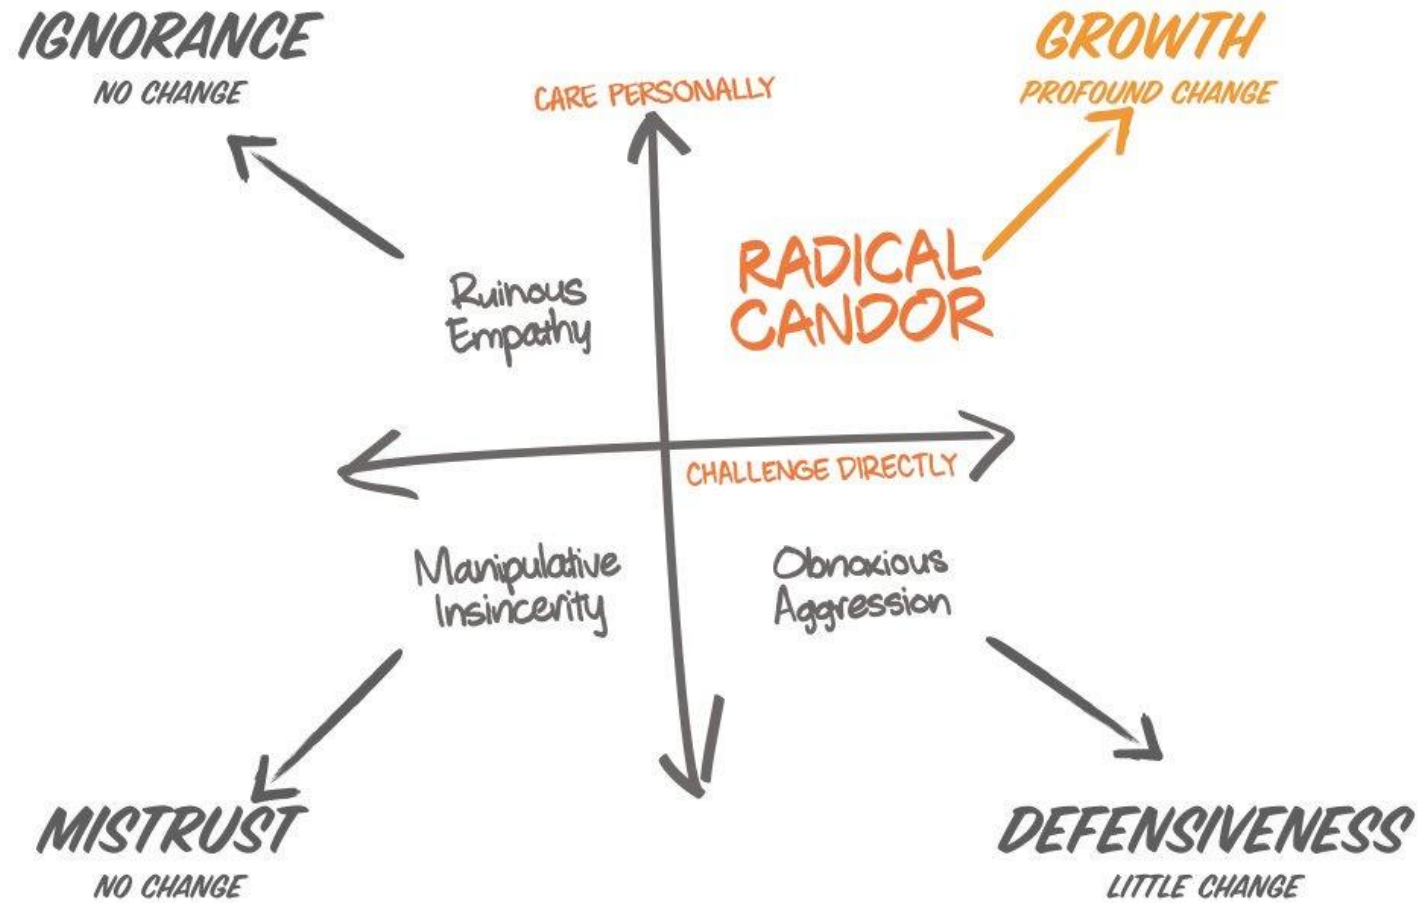 IGNORANCE
NO CHANGE
GROWTH
PROFOUND CHANGE
CARE PERSONALLY
Ruinous
Empathy
RADICAL
CANDOR
CHALLENGE DIRECTLY
Manipulative
Insincerity
Obnoxious
Aggression
MISTRUST
NO CHANGE
DEFENSIVENESS
LITTLE CHANGE